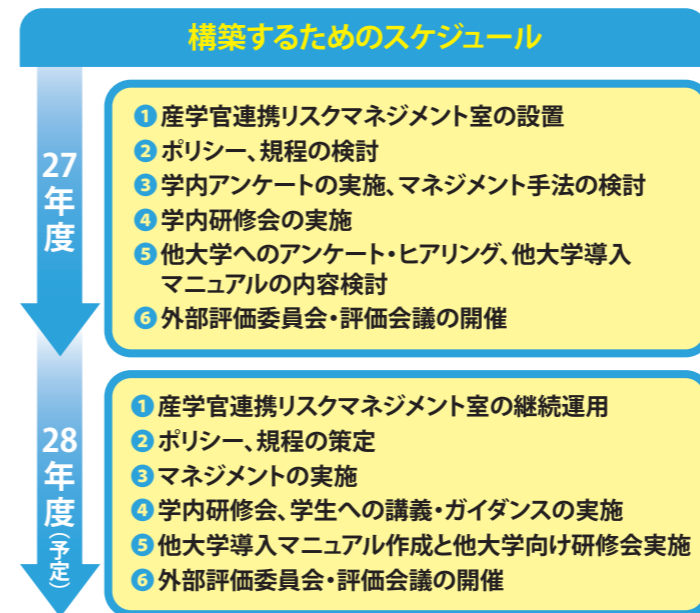 構築するためのスケジュール
27年度
❶産学官連携リスクマネジメント室の設置
❷ポリシー、規程の検討
❸学内アンケートの実施、マネジメント手法の検討
❹学内研修会の実施
❺他大学へのアンケート・ヒアリング、他大学導入
マニュアルの内容検討
❻外部評価委員会・評価会議の開催
28年度(予定)
❶産学官連携リスクマネジメント室の継続運用
❷ポリシー、規程の策定
❸マネジメントの実施
❹学内研修会、学生への講義・ガイダンスの実施
❺他大学導入マニュアル作成と他大学向け研修会実施
❻外部評価委員会・評価会議の開催